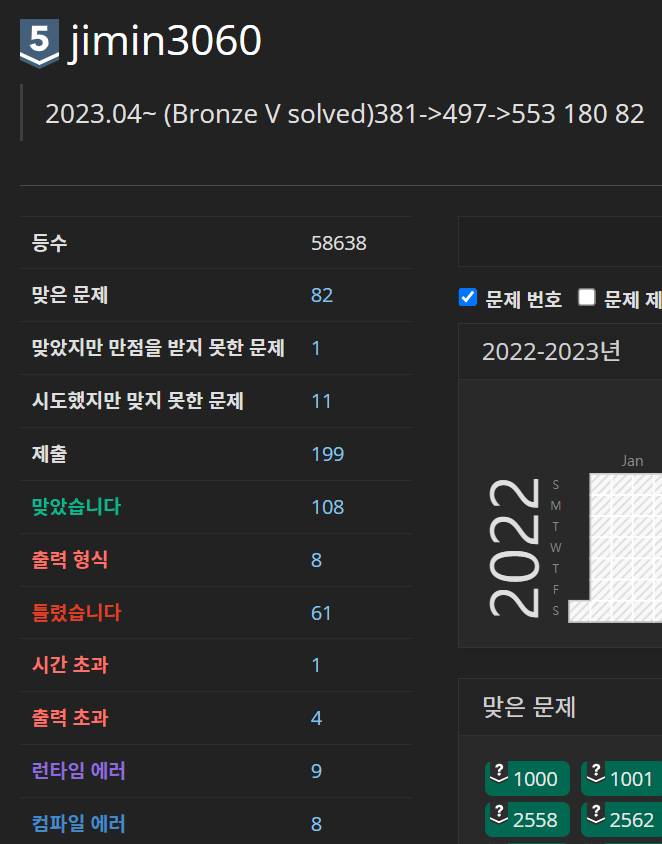 5 jimin3060
2023.04~ (Bronze V solved)381->497->553 180 82
등수 58638
맞은 문제 82
맞았지만 만점을 받지 못한 문제 1
시도했지만 맞지 못한 문제 11
제출 199
맞았습니다 108
출력 형식 8
틀렸습니다 61
시간 초과 1
출력 초과 4
런타임 에러 9
컴파일 에러 8
문제 번호 문제 제
2022-2023년
Jan
2022
S
M
T
W
T
F
S
맞은 문제
? 1000 ? 1001
? 2558 ? 2562